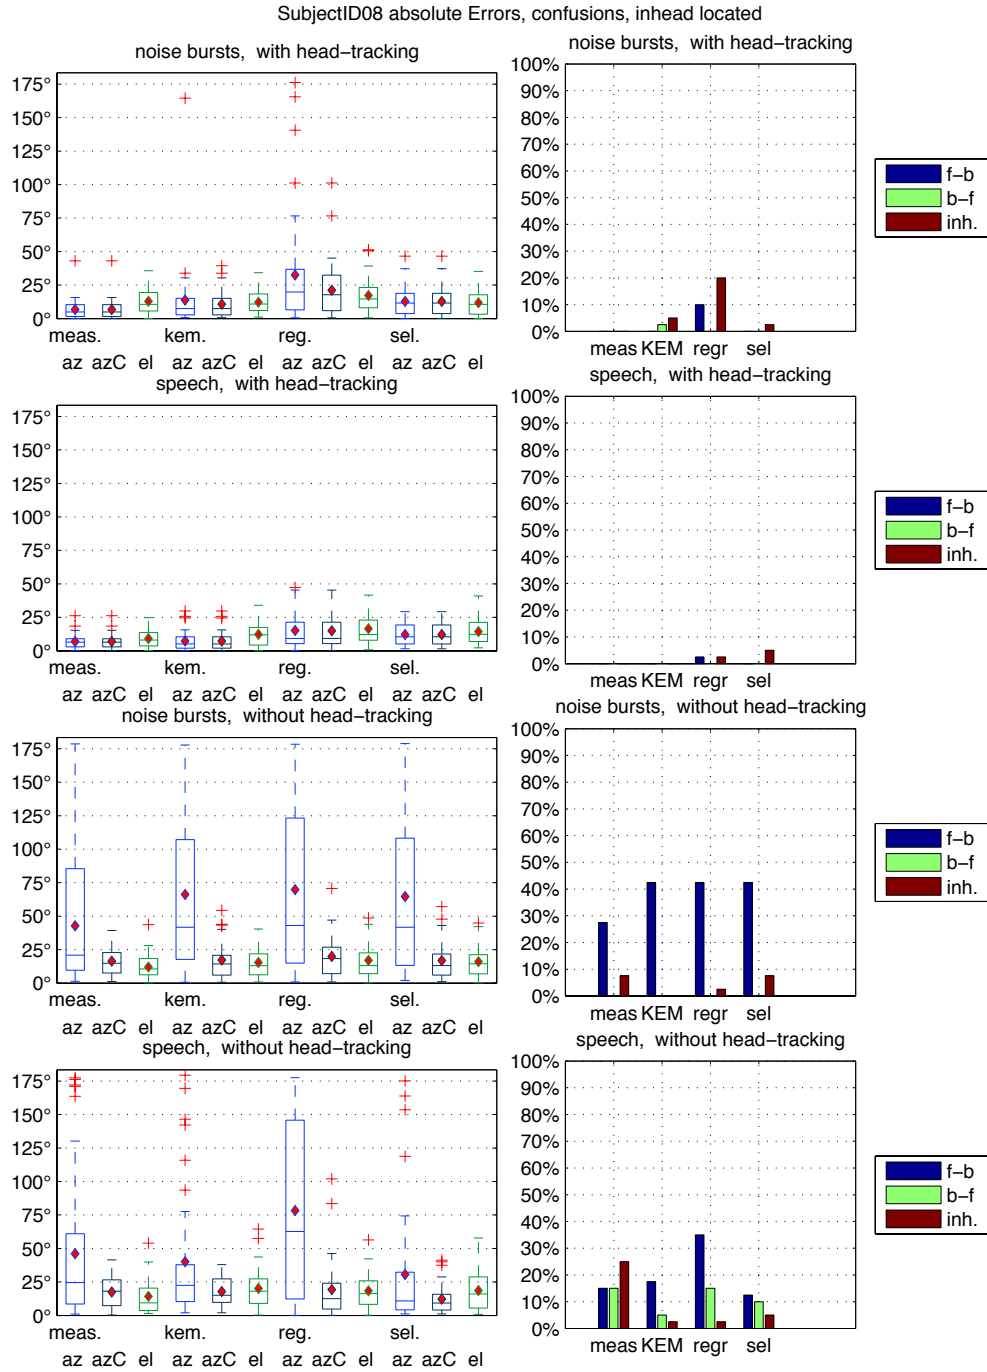 SubjectID08 absolute Errors, confusions, inhead located
noise bursts, with head-tracking
175°
150°
125°
100°
75°
50°
25°
0°
meas. kem. reg. sel.
az azC el az azC el az azC el az azC el
noise bursts, with head-tracking
100%
90%
80%
70%
60%
50%
40%
30%
20%
10%
0%
meas KEM regr sel
f-b
b-f
inh.
speech, with head-tracking
175°
150°
125°
100°
75°
50°
25°
0°
meas. kem. reg. sel.
az azC el az azC el az azC el az azC el
speech, with head-tracking
100%
90%
80%
70%
60%
50%
40%
30%
20%
10%
0%
meas KEM regr sel
f-b
b-f
inh.
noise bursts, without head-tracking
175°
150°
125°
100°
75°
50°
25°
0°
meas. kem. reg. sel.
az azC el az azC el az azC el az azC el
noise bursts, without head-tracking
100%
90%
80%
70%
60%
50%
40%
30%
20%
10%
0%
meas KEM regr sel
f-b
b-f
inh.
speech, without head-tracking
175°
150°
125°
100°
75°
50°
25°
0°
meas. kem. reg. sel.
az azC el az azC el az azC el az azC el
speech, without head-tracking
100%
90%
80%
70%
60%
50%
40%
30%
20%
10%
0%
meas KEM regr sel
f-b
b-f
inh.